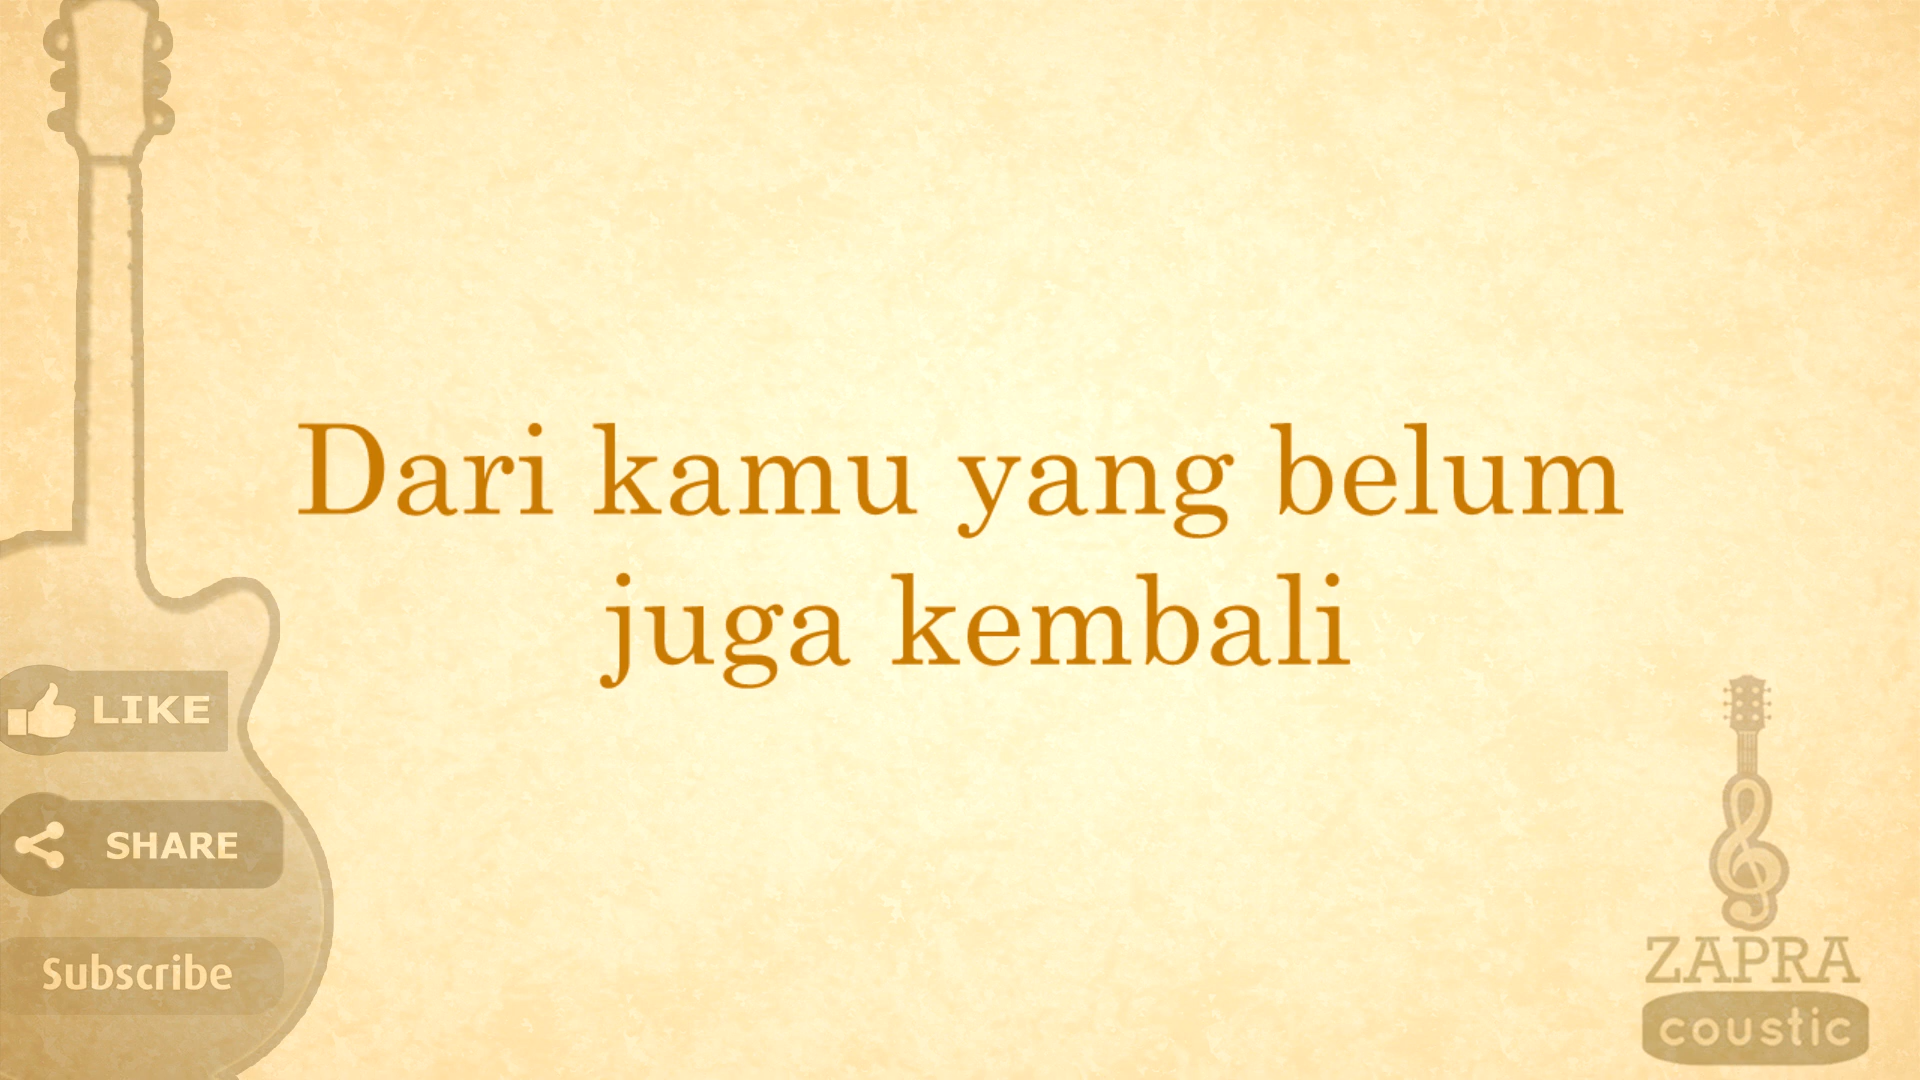 Dari kamu yang belum
juga kembali
LIKE
SHARE
Subscribe
ZAPRA
coustic